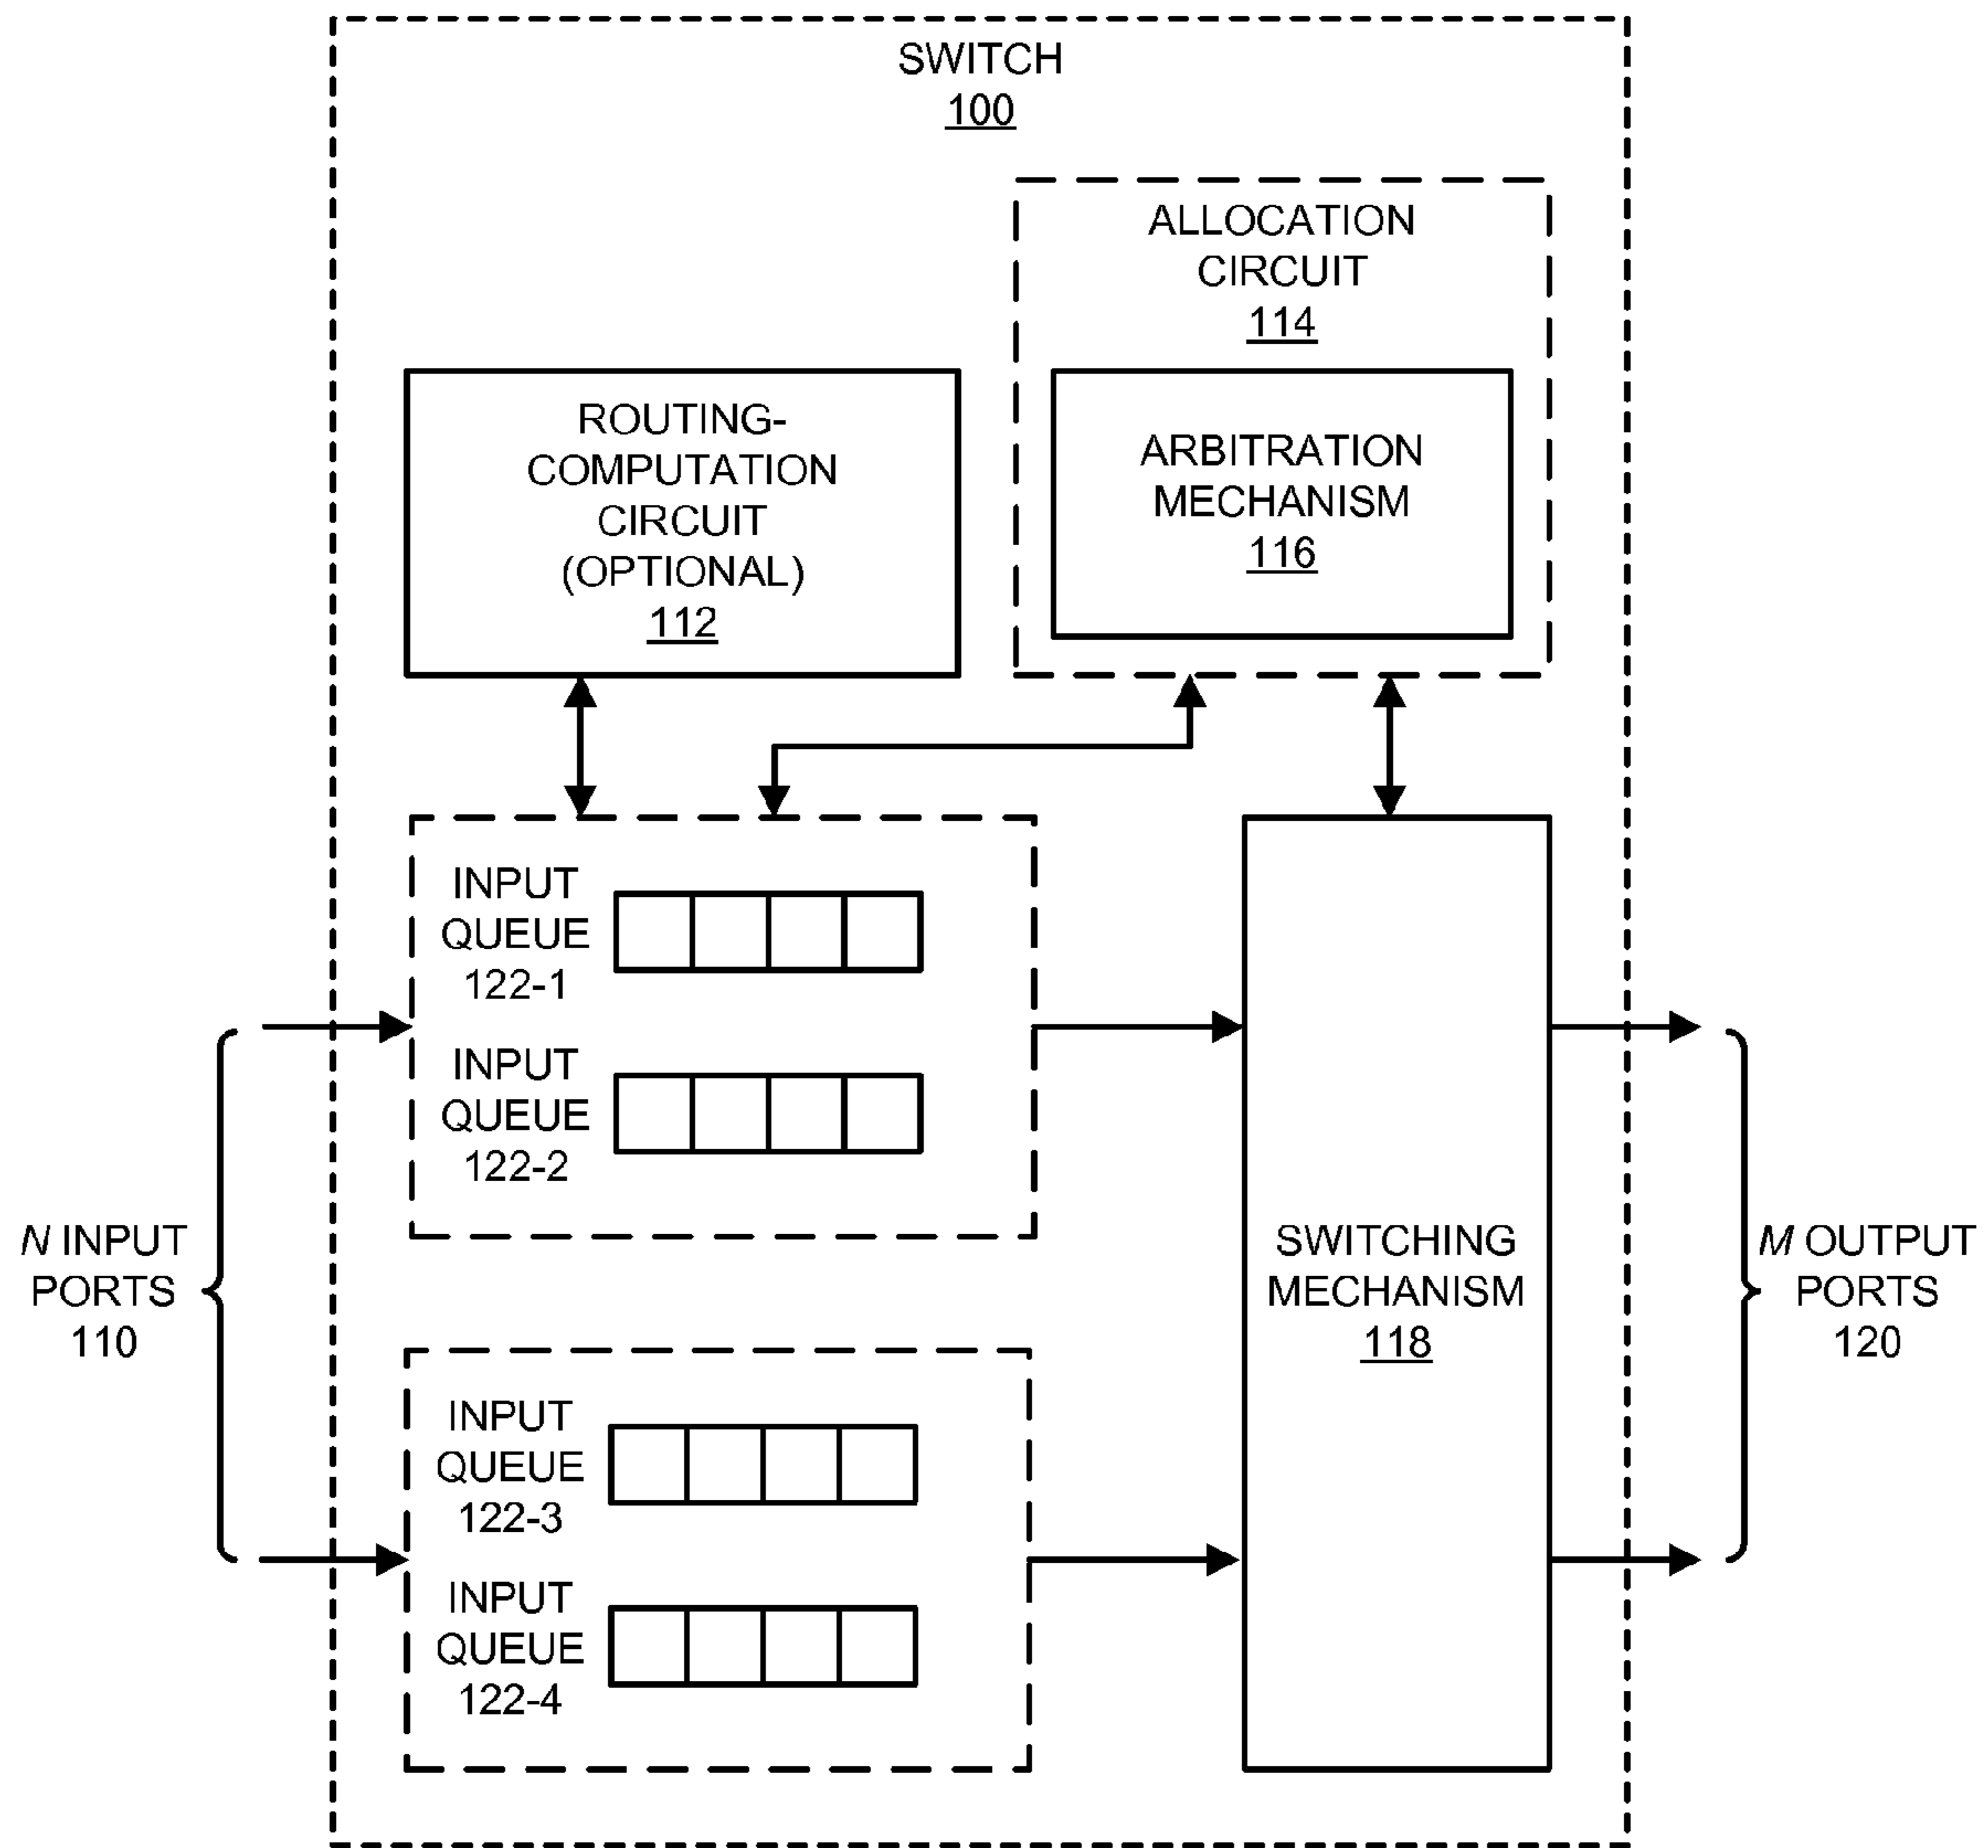 SWITCH
100
ALLOCATION
CIRCUIT
114
ROUTING-
COMPUTATION
CIRCUIT
(OPTIONAL)
112
ARBITRATION
MECHANISM
116
INPUT
QUEUE
122-1
INPUT
QUEUE
122-2
N INPUT
PORTS
110
SWITCHING
MECHANISM
118
M OUTPUT
PORTS
120
INPUT
QUEUE
122-3
INPUT
QUEUE
122-4